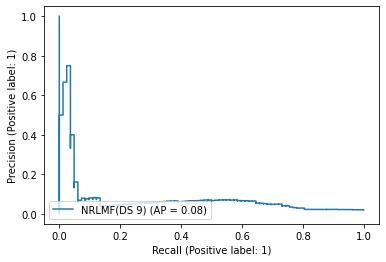 Precision (Positive label: 1)
1.0
0.8
0.6
0.4
0.2
0.0
NRLMF(DS 9) (AP = 0.08)
0.0 0.2 0.4 0.6 0.8 1.0
Recall (Positive label: 1)